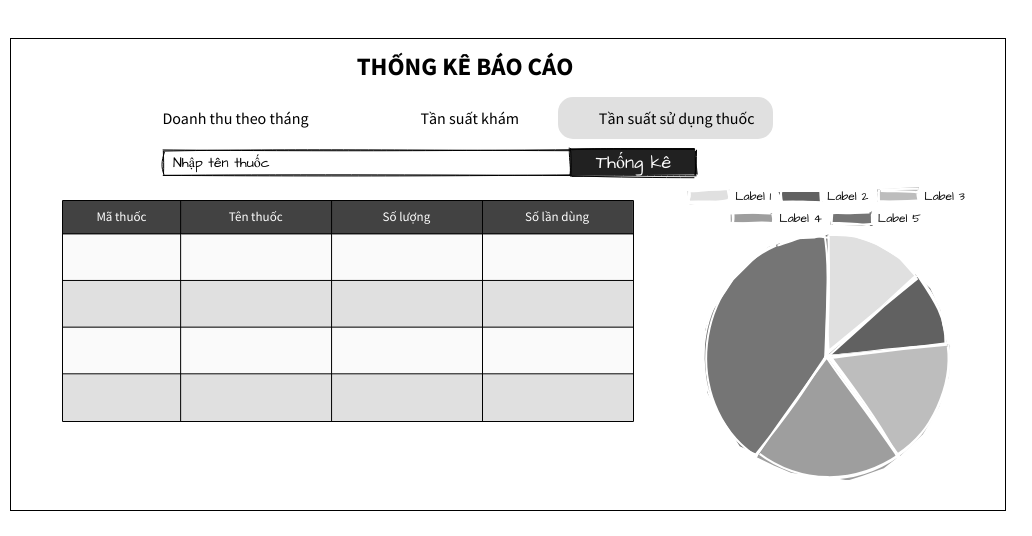 THỐNG KÊ BÁO CÁO
Doanh thu theo tháng Tần suất khám Tần suất sử dụng thuốc
Nhập tên thuốc Thống kê
Label 1 Label 2 Label 3
Label 4 Label 5
Mã thuốc Tên thuốc Số lượng Số lần dùng